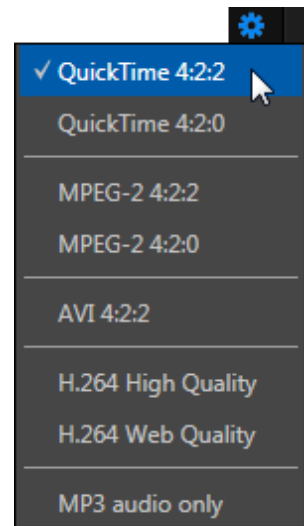 QuickTime 4:2:2
QuickTime 4:2:0
MPEG-2 4:2:2
MPEG-2 4:2:0
AVI 4:2:2
H.264 High Quality
H.264 Web Quality
MP3 audio only